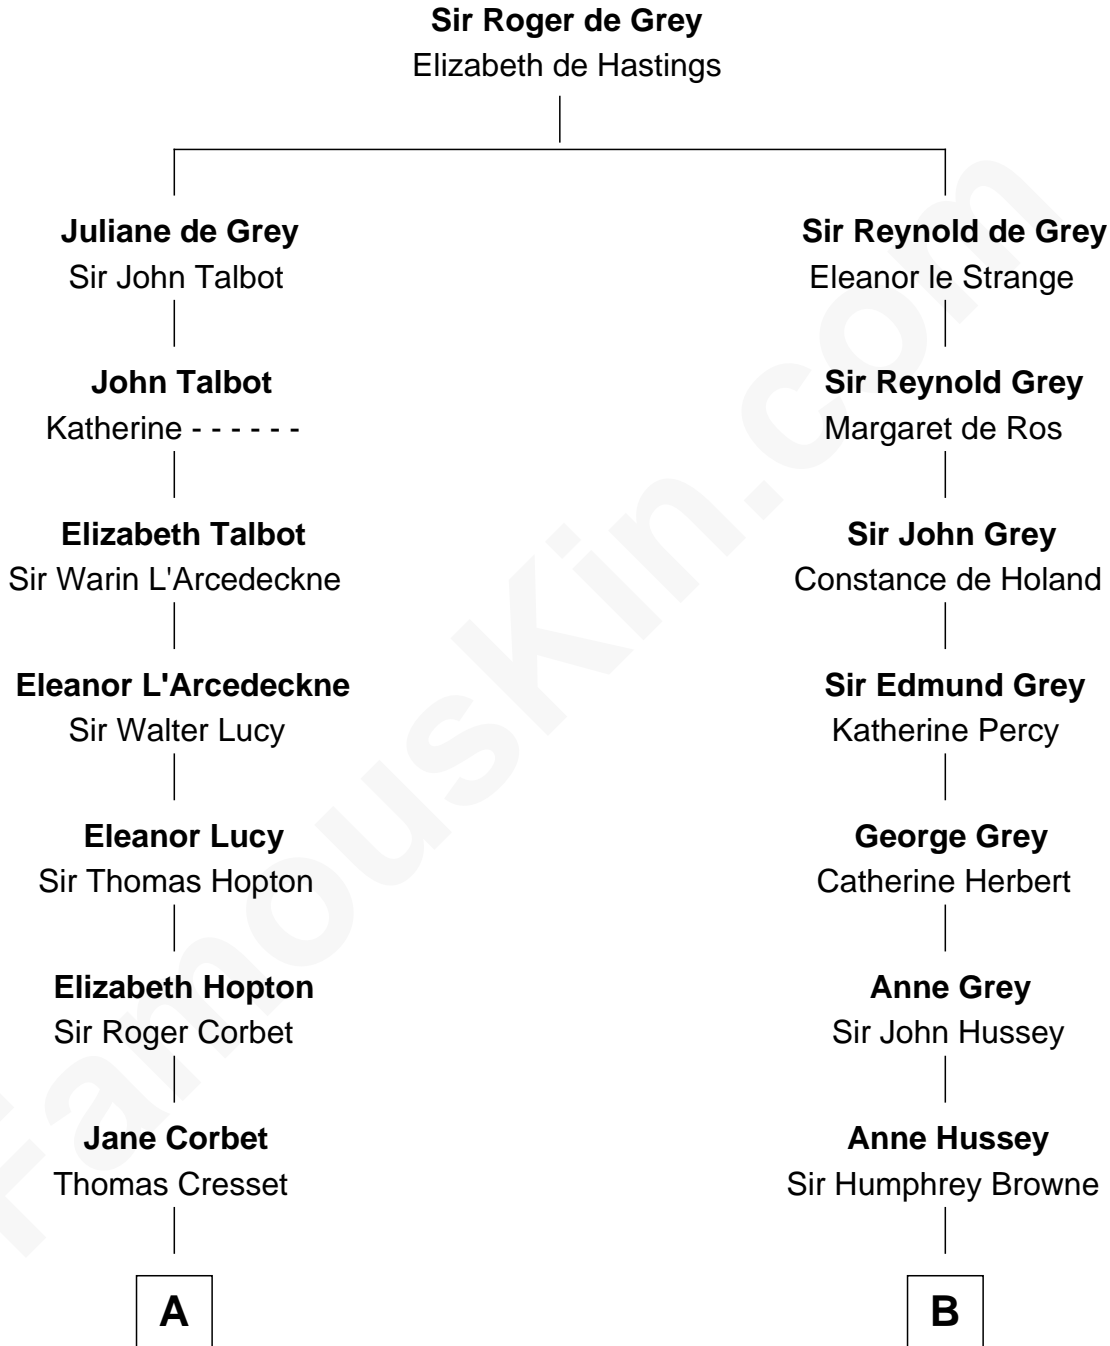 Sir Roger de Grey
Elizabeth de Hastings
Juliane de Grey
Sir John Talbot
Sir Reynold de Grey
Eleanor le Strange
John Talbot
Katherine - - - - - -
Sir Reynold Grey
Margaret de Ros
Elizabeth Talbot
Sir Warin L'Arcedeckne
Sir John Grey
Constance de Holand
Eleanor L'Arcedeckne
Sir Walter Lucy
Sir Edmund Grey
Katherine Percy
Eleanor Lucy
Sir Thomas Hopton
George Grey
Catherine Herbert
Elizabeth Hopton
Sir Roger Corbet
Anne Grey
Sir John Hussey
Jane Corbet
Thomas Cresset
Anne Hussey
Sir Humphrey Browne
A
B
FamousKin.com